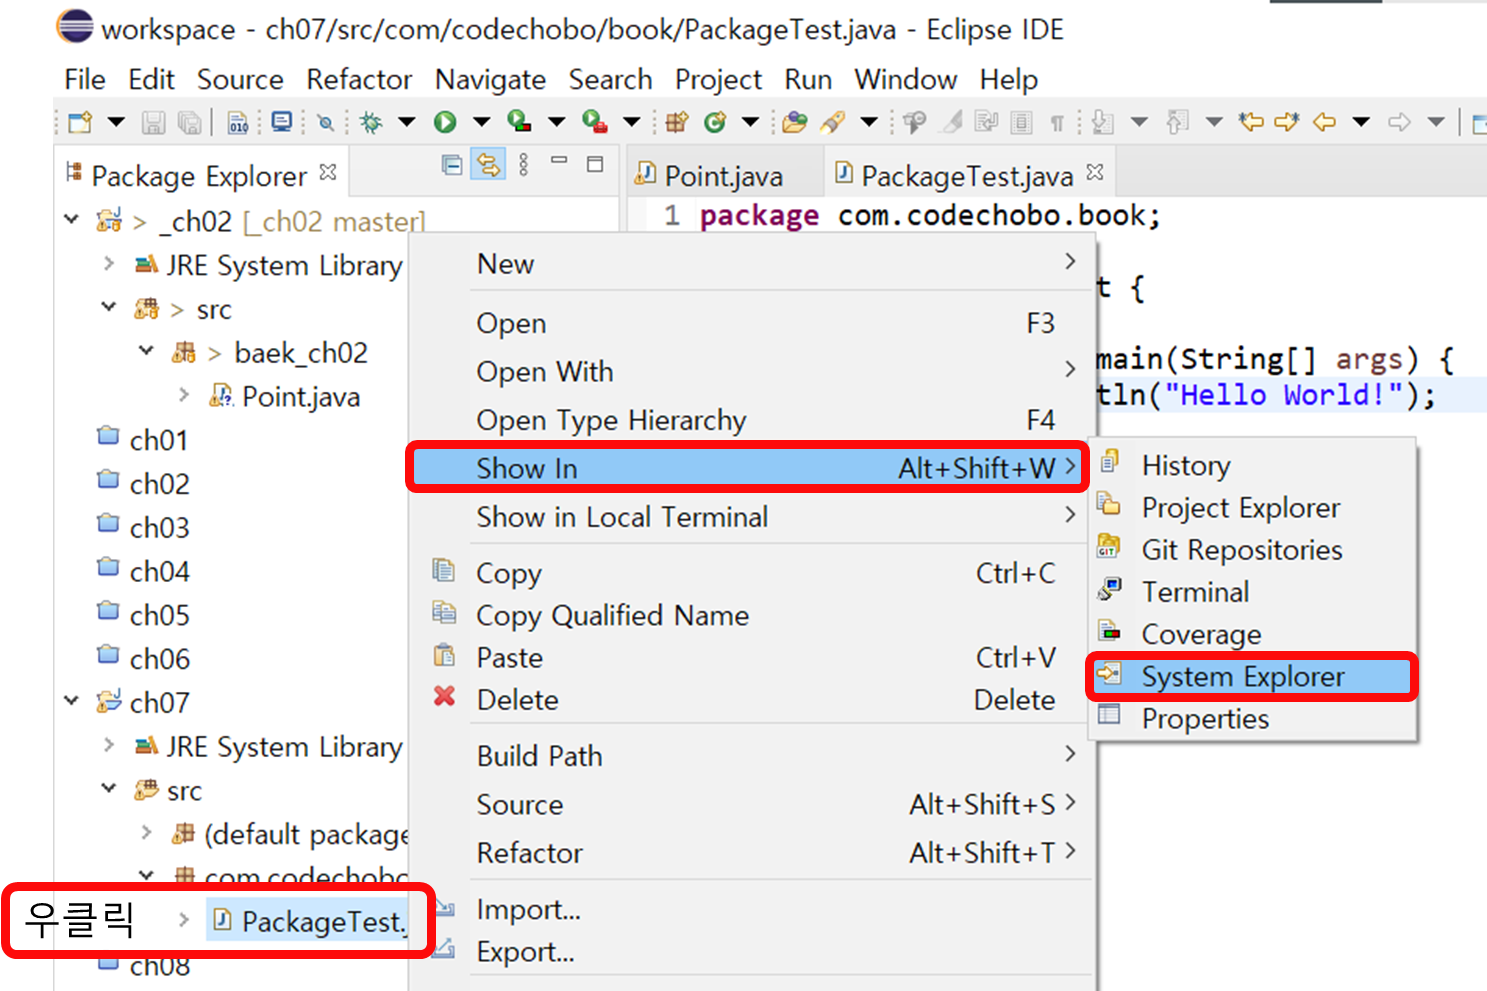 workspace - ch07/src/com/codechobo/book/PackageTest.java - Eclipse IDE
File Edit Source Refactor Navigate Search Project Run Window Help
Package Explorer
Point.java
PackageTest.java
> _ch02 [_ch02 master]
JRE System Library
> src
> baek_ch02
Point.java
ch01
ch02
ch03
ch04
ch05
ch06
ch07
JRE System Library
src
(default package
com.codechobo
우클릭
PackageTest.
ch08
1 package com.codechobo.book;
t {
main(String[] args) {
tln("Hello World!");
New
Open F3
Open With
Open Type Hierarchy F4
Show In Alt+Shift+W
Show in Local Terminal
Copy Ctrl+C
Copy Qualified Name
Paste Ctrl+V
Delete Delete
Build Path
Source Alt+Shift+S
Refactor Alt+Shift+T
Import...
Export...
History
Project Explorer
Git Repositories
Terminal
Coverage
System Explorer
Properties